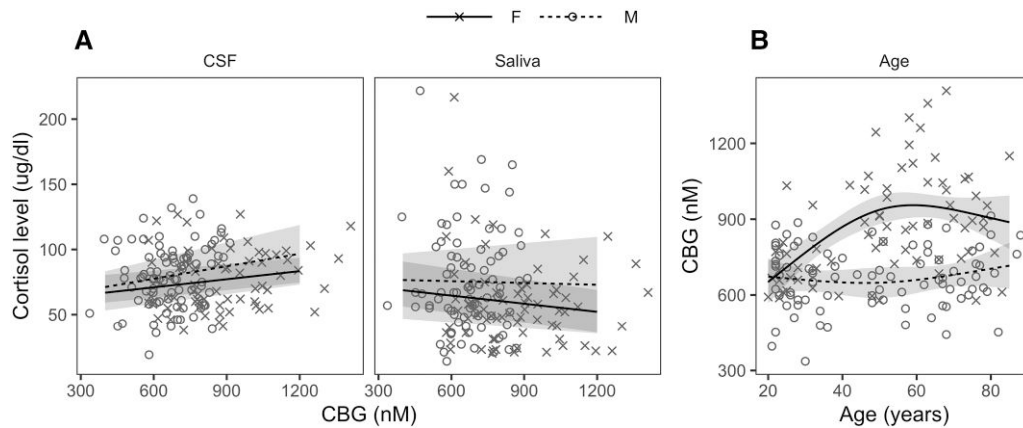 F M
A B
CSF Saliva Age
Cortisol level (ug/dl)
200
150
100
50
300 600 900 1200 300 600 900 1200
CBG (nM)
CBG (nM)
1200
900
600
300
20 40 60 80
Age (years)